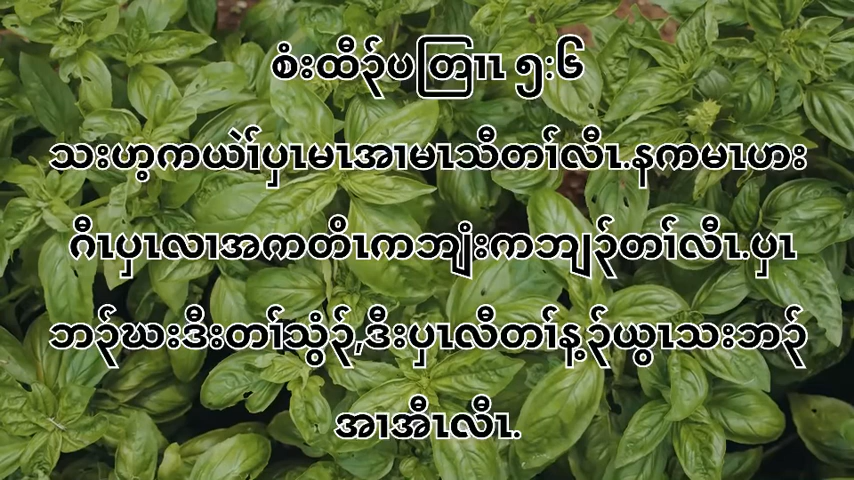 စံးထီၣ်ပတြၢၤ ၅:၆
သးဟ့ကယဲၢ်ပှၤမၤအၢမၤသီတၢ်လီၤ.နကမၤဟး
ဂီၤပှၤလၢအကတိၤကဘျံးကဘျၣ်တၢ်လီၤ.ပှၤ
ဘၣ်ဃးဒီးတၢ်သွံၣ်,ဒီးပှၤလီတၢ်န့ၣ်ယွၤသးဘၣ်
အၢအီၤလီၤ.